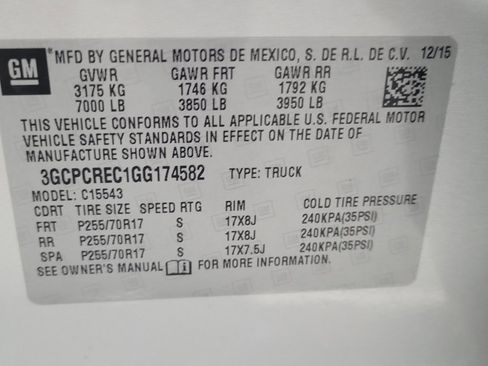 GM
*MFD BY GENERAL MOTORS DE MEXICO, S. DE R.L. DE C.V. 12/15
GVWR GAWR FRT GAWR RR
3175 KG 1746 KG 1792 KG
7000 LB 3850 LB 3950 LB
THIS VEHICLE CONFORMS TO ALL APPLICABLE U.S. FEDERAL MOTOR
VEHICLE SAFETY STANDARDS IN EFFECT ON THE DATE OF
MANUFACTURE SHOWN ABOVE.
3GCPCREC1GG174582 TYPE: TRUCK
MODEL: C15543
CDRT TIRE SIZE SPEED RTG RIM COLD TIRE PRESSURE
FRT P255/70R17 S 17X8J 240KPA(35PSI)
RR P255/70R17 S 17X8J 240KPA(35PSI)
SPA P255/70R17 S 17X7.5J 240KPA(35PSI)
SEE OWNER'S MANUAL FOR MORE INFORMATION.